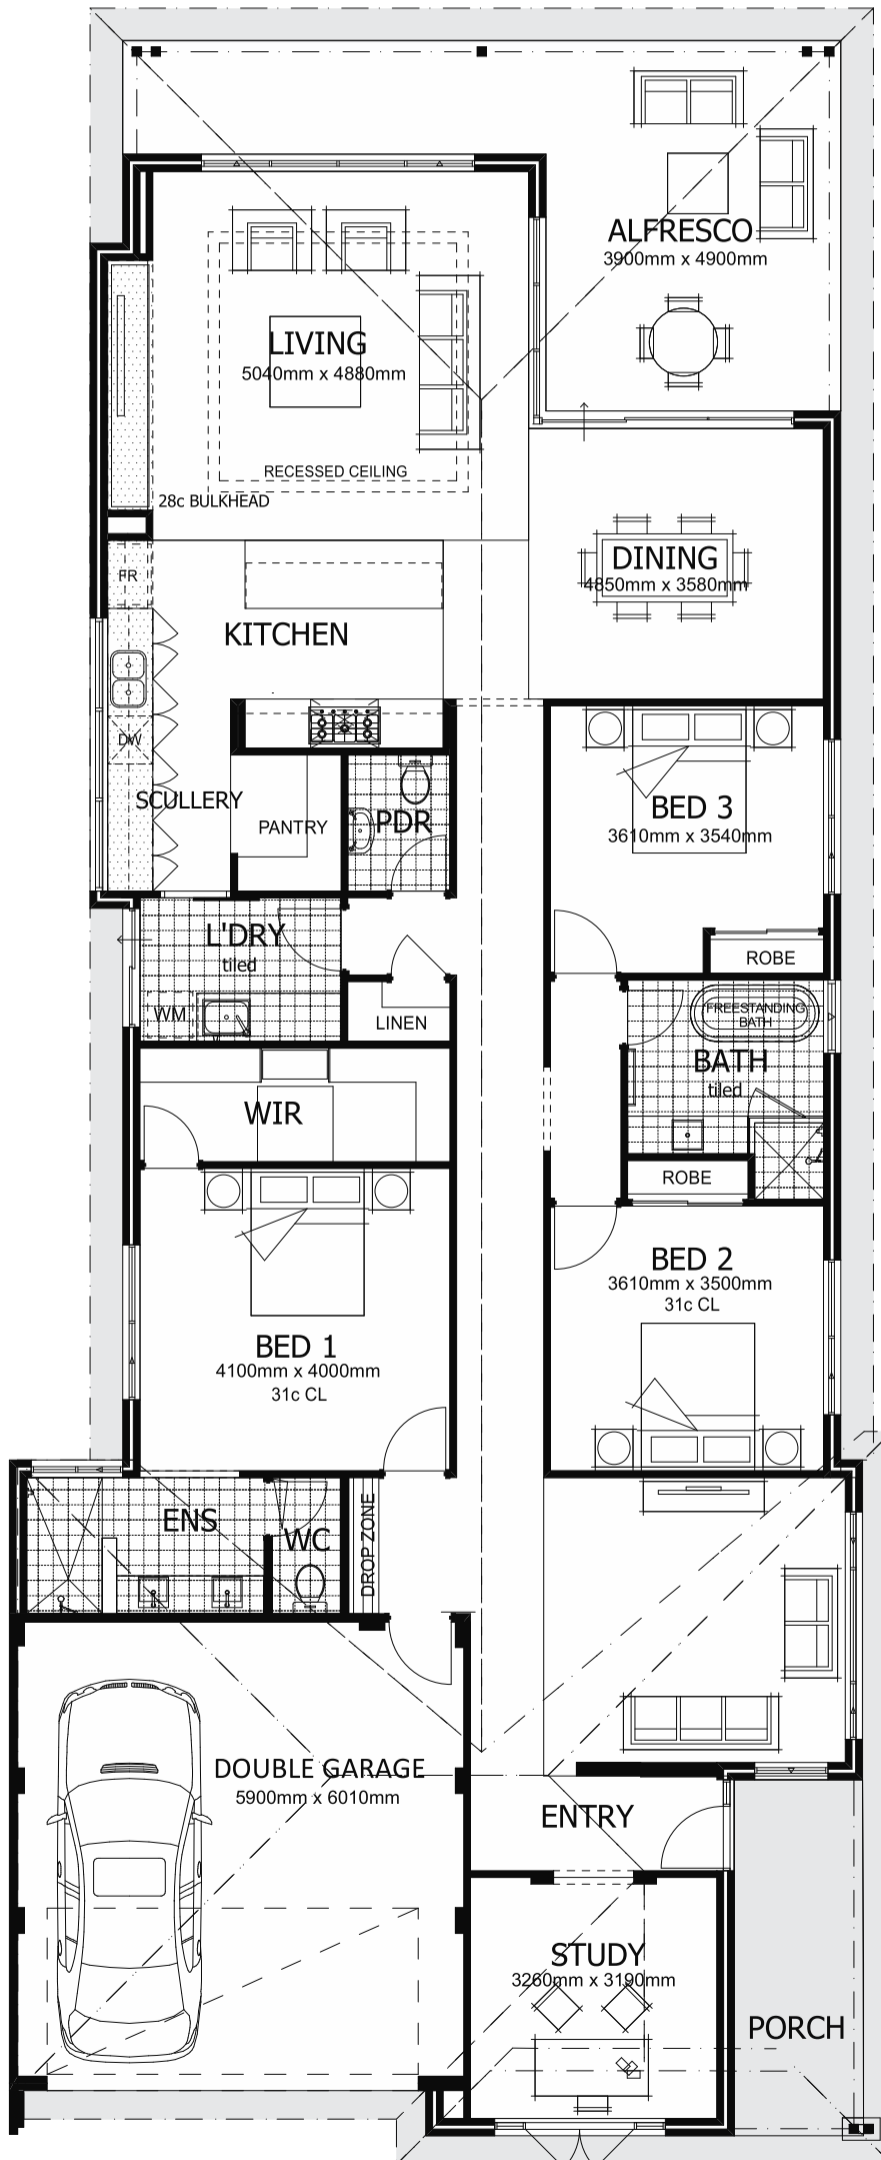 ALFRESCO
3900mm x 4900mm
LIVING
5040mm x 4880mm
RECESSED CEILING
28c BULKHEAD
DINING
4850mm x 3580mm
FR
KITCHEN
DW
SCULLERY
PANTRY
PDR
BED 3
3610mm x 3540mm
ROBE
L'DRY
tiled
WM
LINEN
FREESTANDING
BATH
BATH
tiled
WIR
ROBE
BED 2
3610mm x 3500mm
31c CL
BED 1
4100mm x 4000mm
31c CL
ENS
WC
DROP ZONE
DOUBLE GARAGE
5900mm x 6010mm
ENTRY
STUDY
3260mm x 3190mm
PORCH